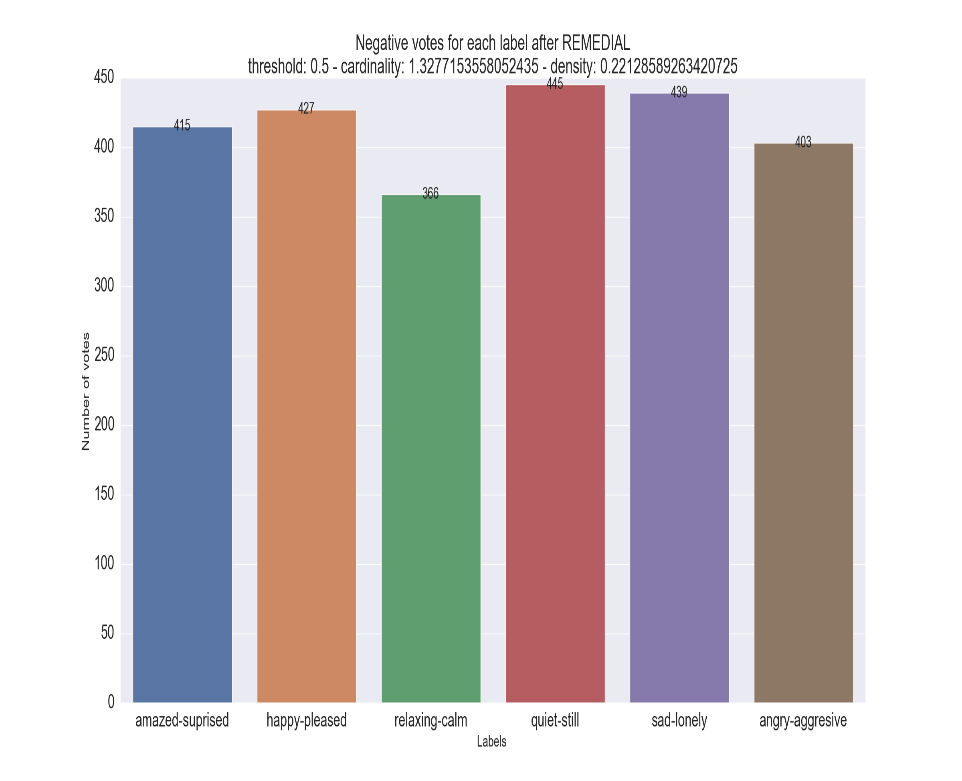 Negative votes for each label after REMEDIAL
threshold: 0.5 - cardinality: 1.3277153558052435 - density: 0.22128589263420725
450
400
350
300
250
200
150
100
50
0
Number of votes
415
427
366
445
439
403
amazed-suprised
happy-pleased
relaxing-calm
quiet-still
sad-lonely
angry-aggresive
Labels